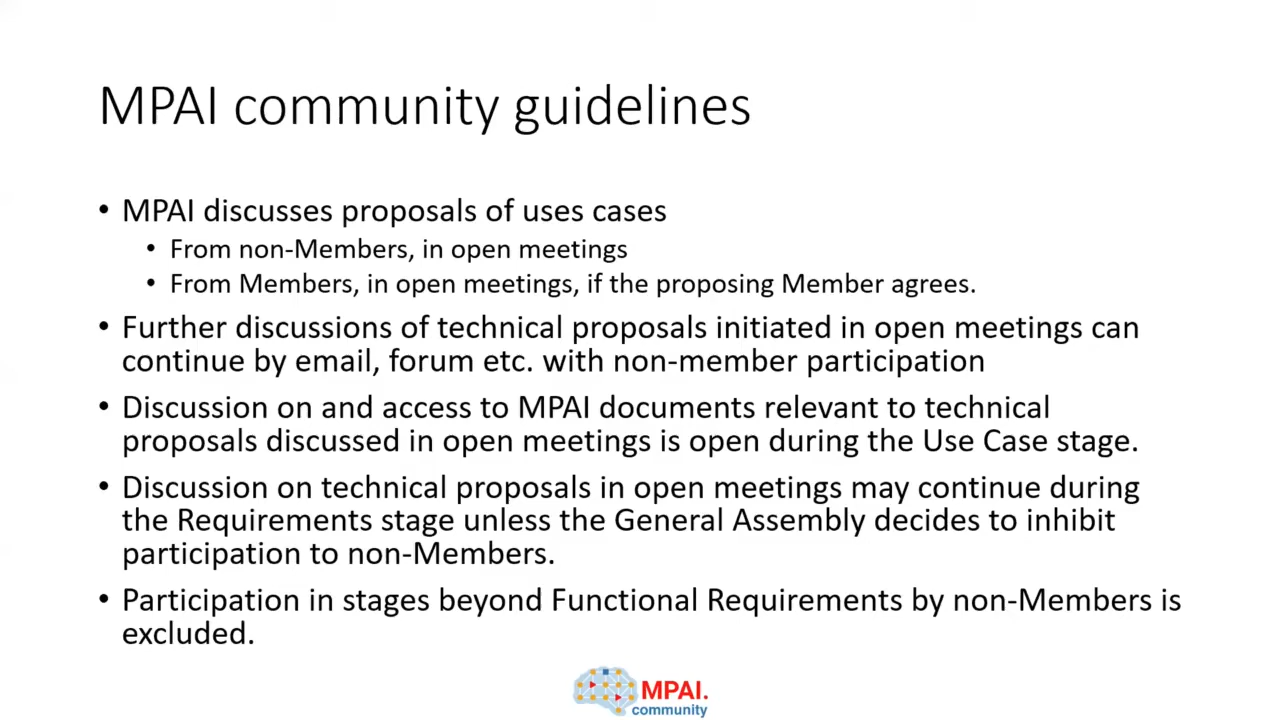 MPAI community guidelines
• MPAI discusses proposals of uses cases
• From non-Members, in open meetings
• From Members, in open meetings, if the proposing Member agrees.
• Further discussions of technical proposals initiated in open meetings can
continue by email, forum etc. with non-member participation
• Discussion on and access to MPAI documents relevant to technical
proposals discussed in open meetings is open during the Use Case stage.
• Discussion on technical proposals in open meetings may continue during
the Requirements stage unless the General Assembly decides to inhibit
participation to non-Members.
• Participation in stages beyond Functional Requirements by non-Members is
excluded.
MPAI.
community